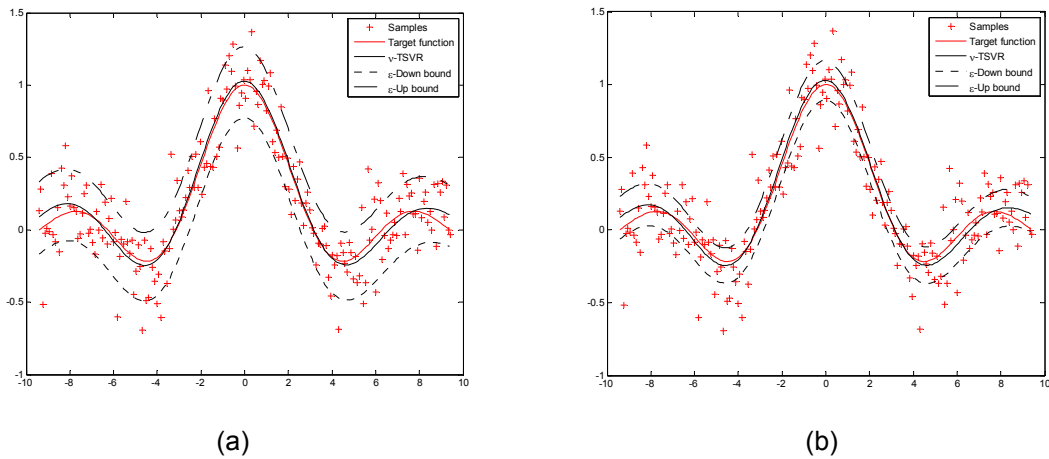 1.5
1
0.5
0
-0.5
-1
-10 -8 -6 -4 -2 0 2 4 6 8 10
Samples
Target function
ν-TSVR
ε-Down bound
ε-Up bound
(a)
1.5
1
0.5
0
-0.5
-1
-10 -8 -6 -4 -2 0 2 4 6 8 10
Samples
Target function
ν-TSVR
ε-Down bound
ε-Up bound
(b)